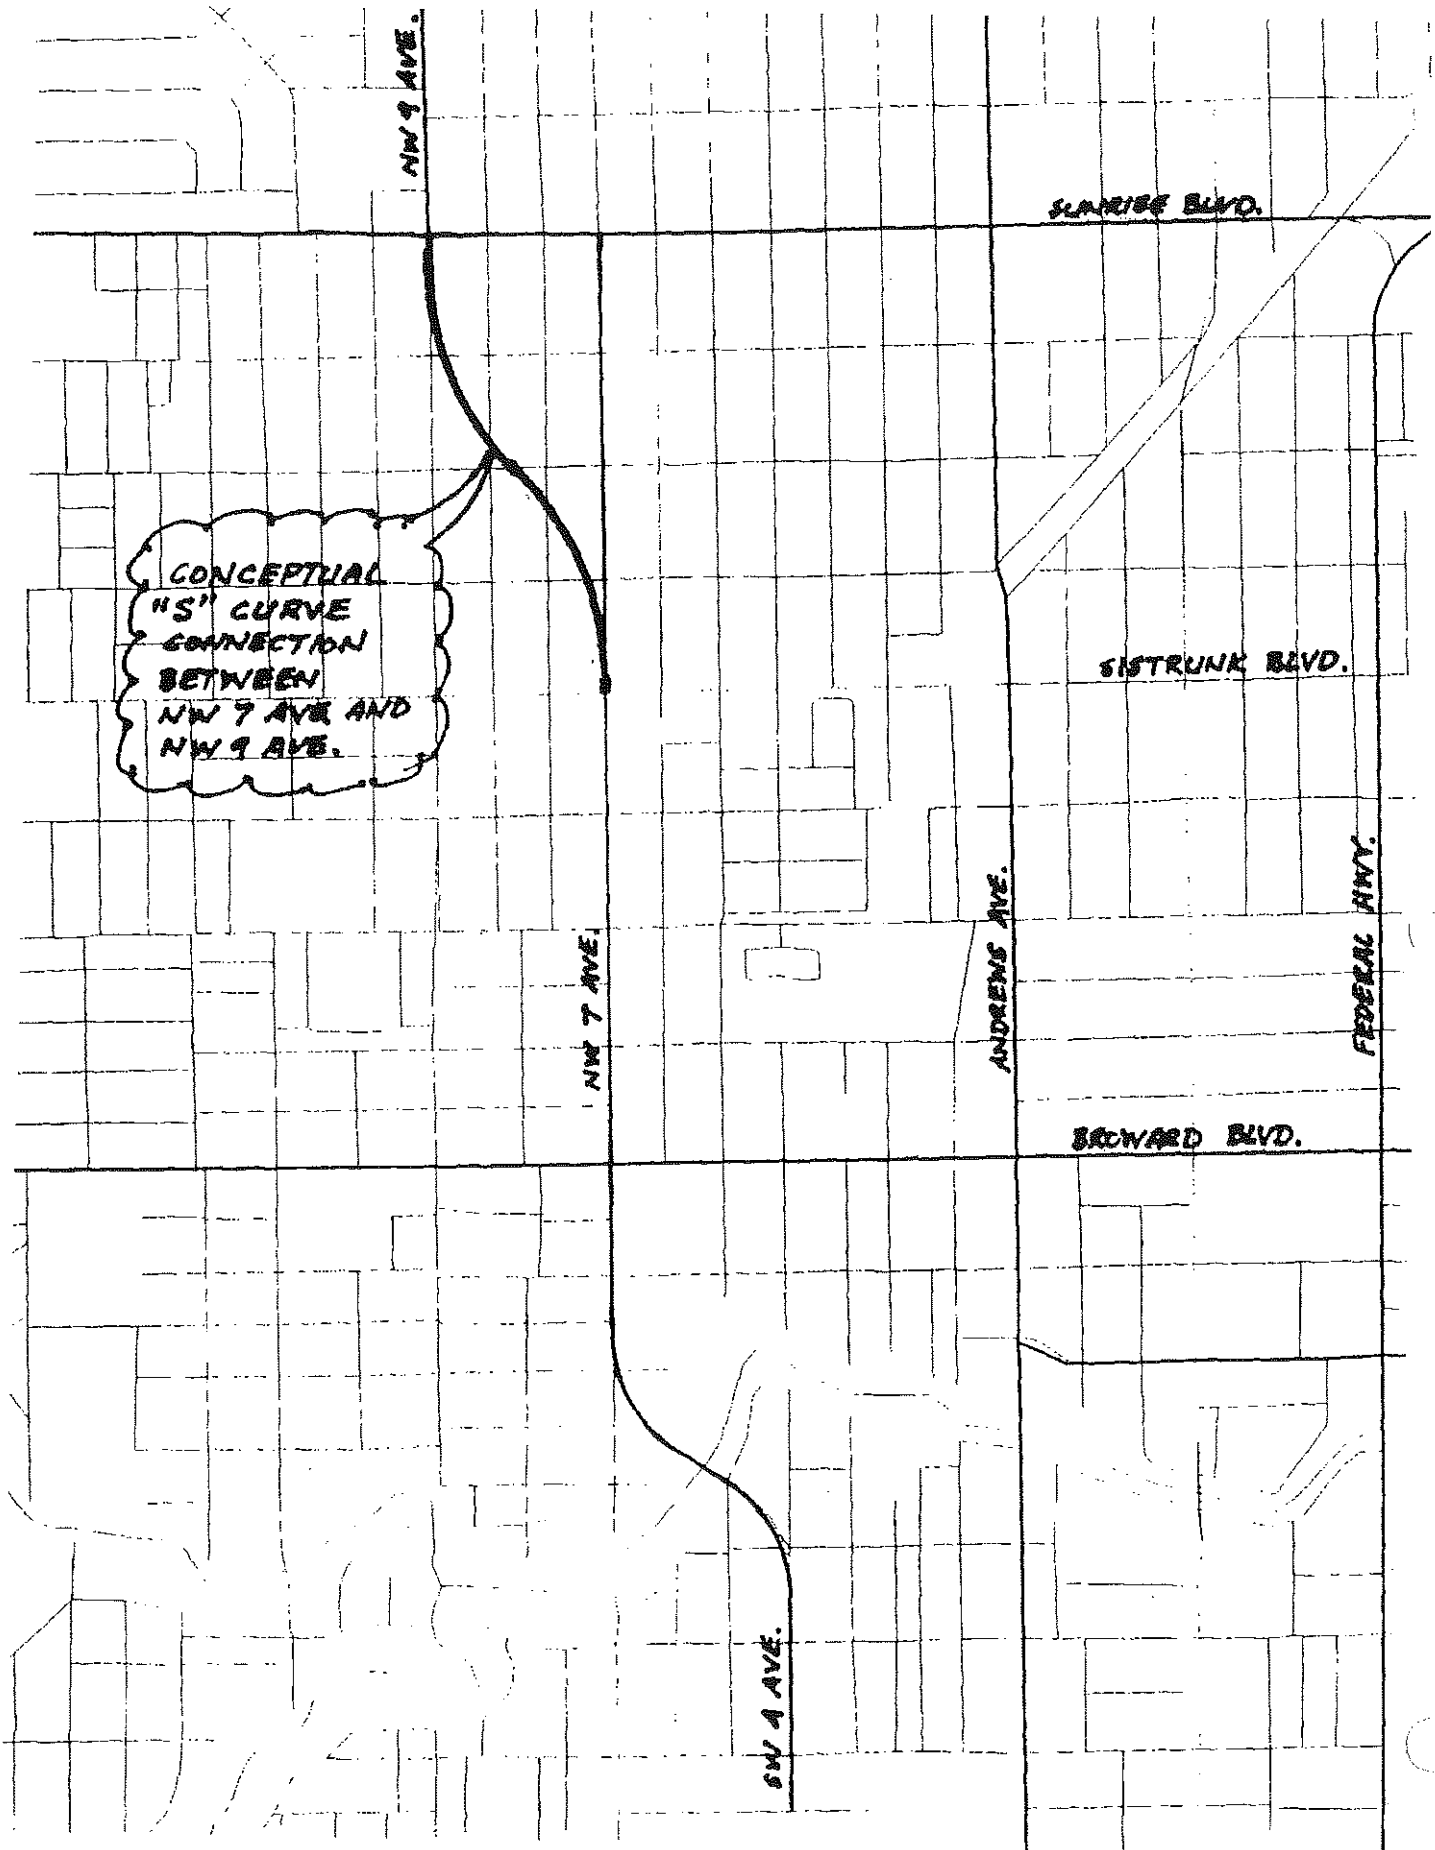 NW 9 AVE.
SUNRISE BLVD.
CONCEPTUAL
"S" CURVE
CONNECTION
BETWEEN
NW 7 AVE AND
NW 9 AVE.
SISTRUNK BLVD.
NW 7 AVE.
ANDREWS AVE.
FEDERAL HWY.
BROWARD BLVD.
SW 4 AVE.